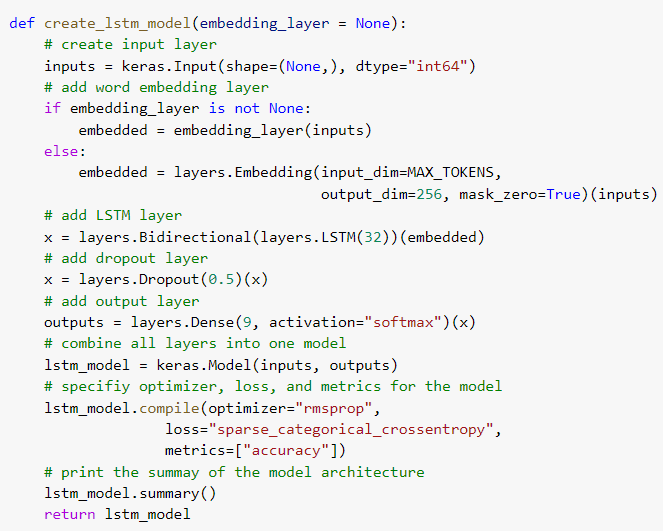 def create_lstm_model(embedding_layer = None):
    # create input layer
    inputs = keras.Input(shape=(None,), dtype="int64")
    # add word embedding layer
    if embedding_layer is not None:
        embedded = embedding_layer(inputs)
    else:
        embedded = layers.Embedding(input_dim=MAX_TOKENS,
                                    output_dim=256, mask_zero=True)(inputs)
    # add LSTM layer
    x = layers.Bidirectional(layers.LSTM(32))(embedded)
    # add dropout layer
    x = layers.Dropout(0.5)(x)
    # add output layer
    outputs = layers.Dense(9, activation="softmax")(x)
    # combine all layers into one model
    lstm_model = keras.Model(inputs, outputs)
    # specifiy optimizer, loss, and metrics for the model
    lstm_model.compile(optimizer="rmsprop",
                  loss="sparse_categorical_crossentropy",
                  metrics=["accuracy"])
    # print the summay of the model architecture
    lstm_model.summary()
    return lstm_model